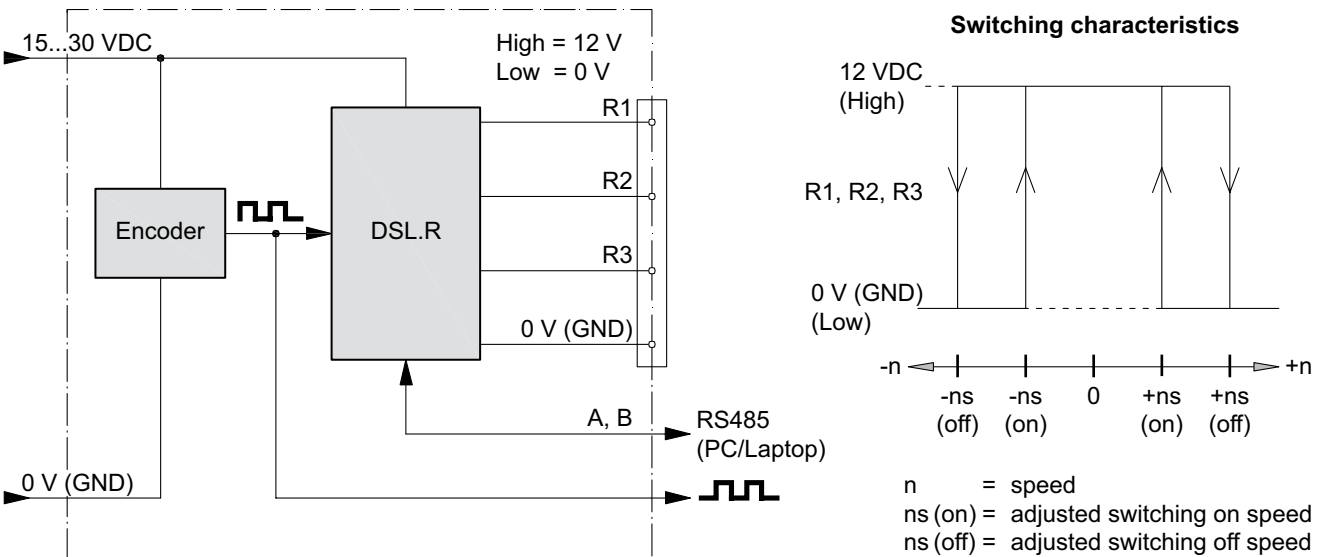 15...30 VDC
High = 12 V
Low = 0 V
R1
R2
Encoder
DSL.R
R3
0 V (GND)
A, B
RS485
(PC/Laptop)
0 V (GND)
Switching characteristics
12 VDC
(High)
R1, R2, R3
0 V (GND)
(Low)
-n +n
-ns -ns 0 +ns +ns
(off) (on) (on) (off)
n = speed
ns (on) = adjusted switching on speed
ns (off) = adjusted switching off speed